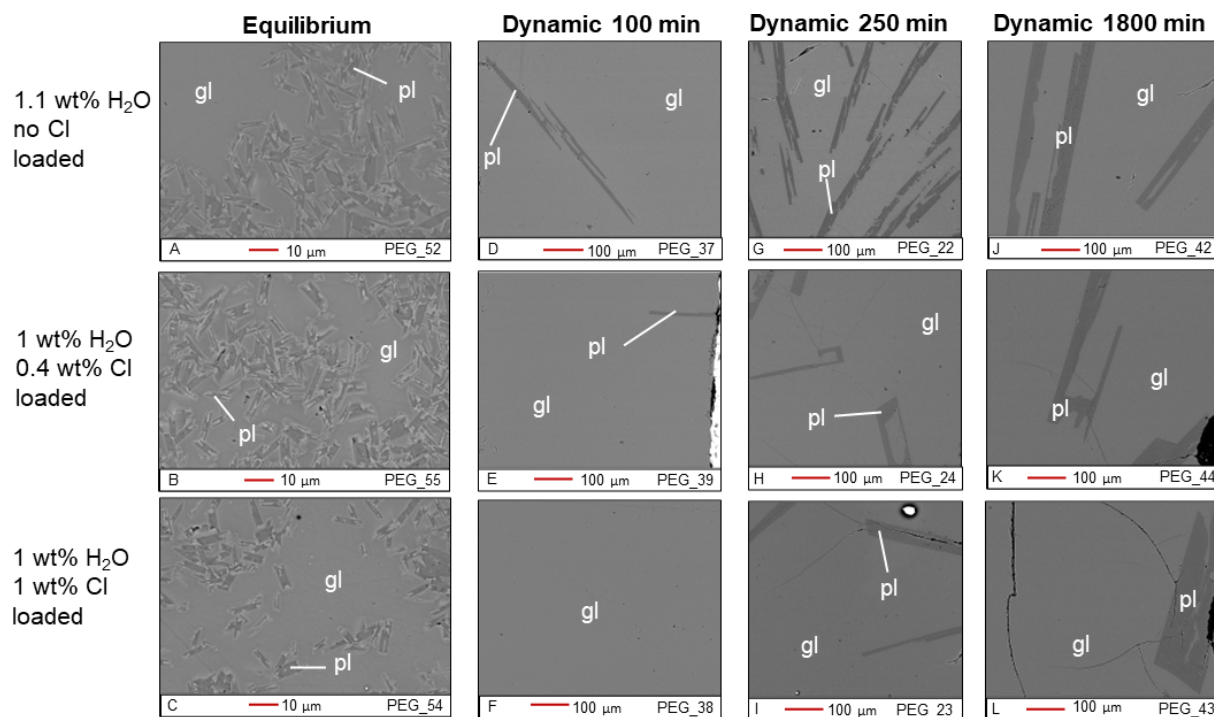 Equilibrium
Dynamic 100 min
Dynamic 250 min
Dynamic 1800 min
1.1 wt% H₂O
no Cl
loaded
gl
pl
A
10 μm
PEG_52
gl
pl
D
100 μm
PEG_37
gl
pl
G
100 μm
PEG_22
gl
pl
J
100 μm
PEG_42
1 wt% H₂O
0.4 wt% Cl
loaded
gl
pl
B
10 μm
PEG_55
pl
gl
E
100 μm
PEG_39
gl
pl
H
100 μm
PEG_24
gl
pl
K
100 μm
PEG_44
1 wt% H₂O
1 wt% Cl
loaded
gl
pl
C
10 μm
PEG_54
gl
F
100 μm
PEG_38
pl
gl
I
100 μm
PEG_23
pl
gl
L
100 μm
PEG_43